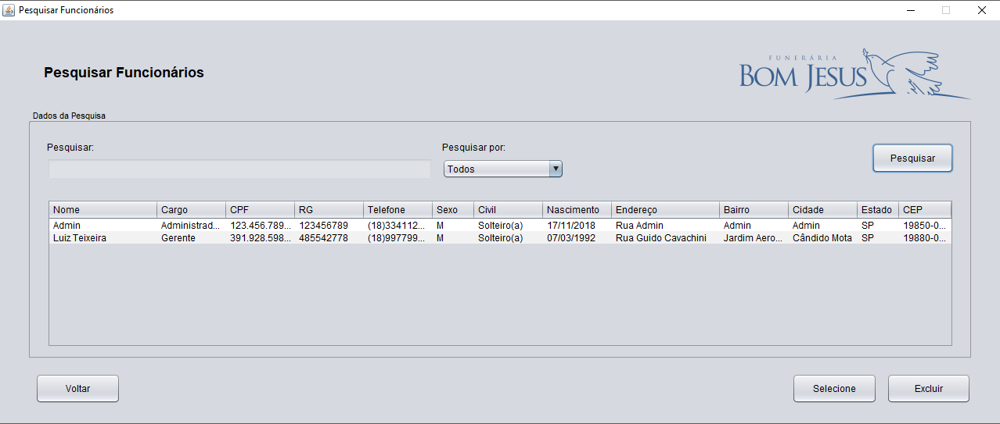 Pesquisar Funcionários
Pesquisar Funcionários
FUNERÁRIA
BOM JESUS
Dados da Pesquisa
Pesquisar:
Pesquisar por:
Todos
Pesquisar
Nome Cargo CPF RG Telefone Sexo Civil Nascimento Endereço Bairro Cidade Estado CEP
Admin Administrad... 123.456.789... 123456789 (18)334112... M Solteiro(a) 17/11/2018 Rua Admin Admin Admin SP 19850-0...
Luiz Teixeira Gerente 391.928.598... 485542778 (18)997799... M Solteiro(a) 07/03/1992 Rua Guido Cavachini Jardim Aero... Cândido Mota SP 19880-0...
Voltar
Selecione
Excluir